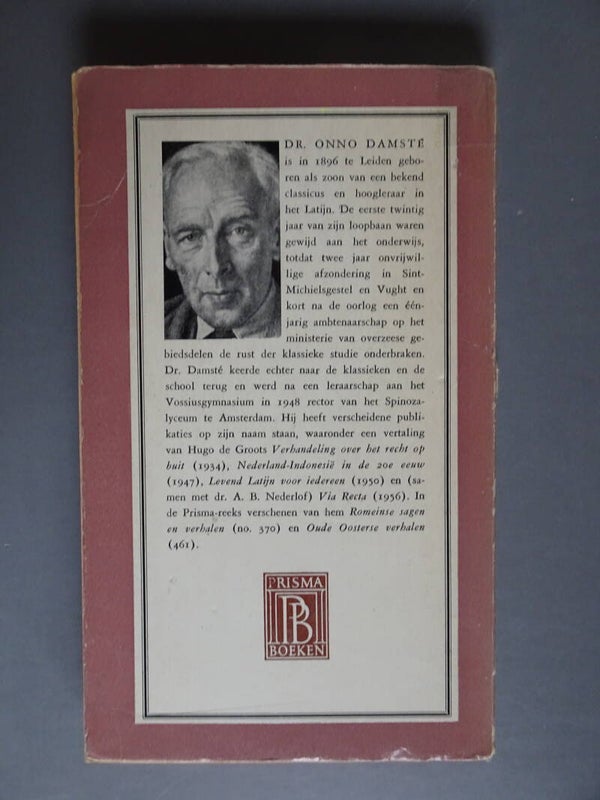 DR. ONNO DAMSTÉ
is in 1896 te Leiden gebo-
ren als zoon van een bekend
classicus en hoogleraar in
het Latijn. De eerste twintig
jaar van zijn loopbaan waren
gewijd aan het onderwijs,
totdat twee jaar onvrijwil-
lige afzondering in Sint-
Michielsgestel en Vught en
kort na de oorlog een één-
jarig ambtenaarschap op het
ministerie van overzeese ge-
biedsdelen de rust der klassieke studie onderbraken.
Dr. Damsté keerde echter naar de klassieken en de
school terug en werd na een leraarschap aan het
Vossiusgymnasium in 1948 rector van het Spinoza-
lyceum te Amsterdam. Hij heeft verscheidene publi-
katies op zijn naam staan, waaronder een vertaling
van Hugo de Groots Verhandeling over het recht op
buit (1934), Nederland-Indonesië in de 20e eeuw
(1947), Levend Latijn voor iedereen (1950) en (sa-
men met dr. A. B. Nederlof) Via Recta (1956). In
de Prisma-reeks verschenen van hem Romeinse sagen
en verhalen (no. 370) en Oude Oosterse verhalen
(461).
PRISMA
PB
BOEKEN